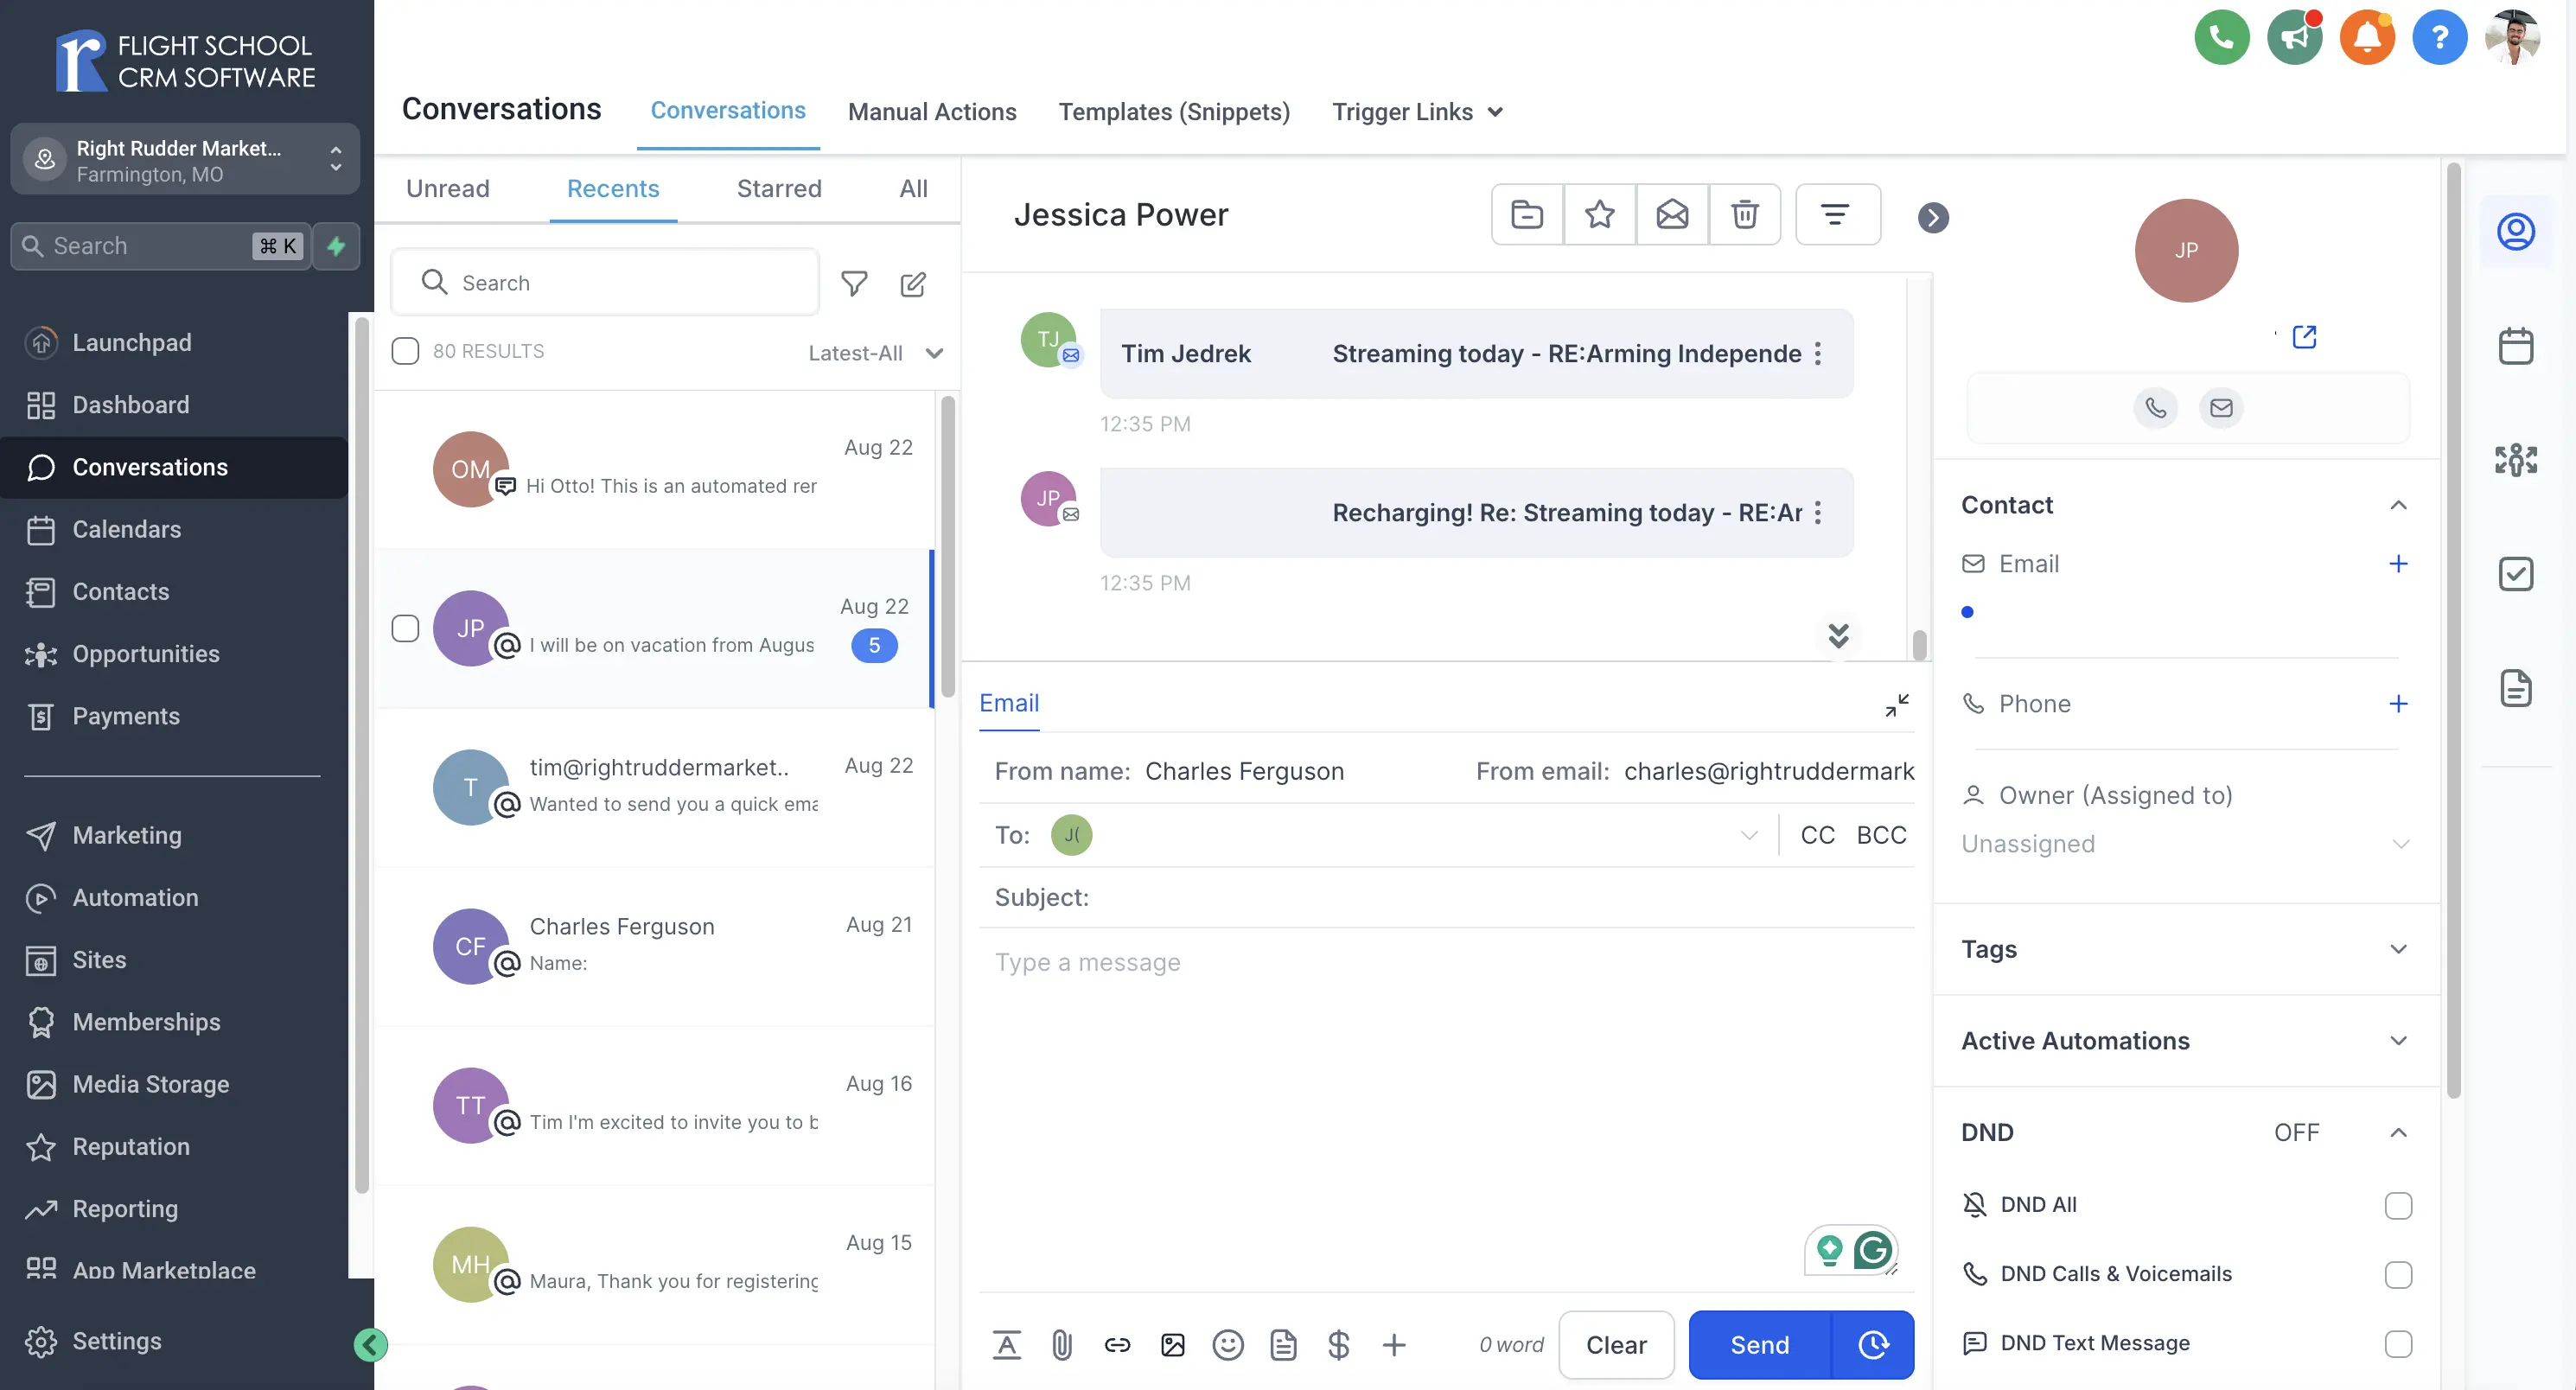 FLIGHT SCHOOL
CRM SOFTWARE
Right Rudder Market...
Farmington, MO
Search
⌘ K
Launchpad
Dashboard
Conversations
Calendars
Contacts
Opportunities
Payments
Marketing
Automation
Sites
Memberships
Media Storage
Reputation
Reporting
App Marketplace
Settings
Conversations
Conversations
Manual Actions
Templates (Snippets)
Trigger Links
Unread
Recents
Starred
All
Search
80 RESULTS
Latest-All
OM
Aug 22
Hi Otto! This is an automated rer
JP
Aug 22
I will be on vacation from Augus
5
T
tim@rightruddermarket..
Aug 22
Wanted to send you a quick ema
CF
Charles Ferguson
Aug 21
Name:
TT
Aug 16
Tim I'm excited to invite you to b
MH
Aug 15
Maura, Thank you for registering
Jessica Power
TJ
Tim Jedrek
Streaming today - RE:Arming Independe
12:35 PM
JP
Recharging! Re: Streaming today - RE:Ar
12:35 PM
Email
From name: Charles Ferguson
From email: charles@rightruddermark
To:
J(
CC
BCC
Subject:
Type a message
0 word
Clear
Send
JP
Contact
Email
Phone
Owner (Assigned to)
Unassigned
Tags
Active Automations
DND
OFF
DND All
DND Calls & Voicemails
DND Text Message